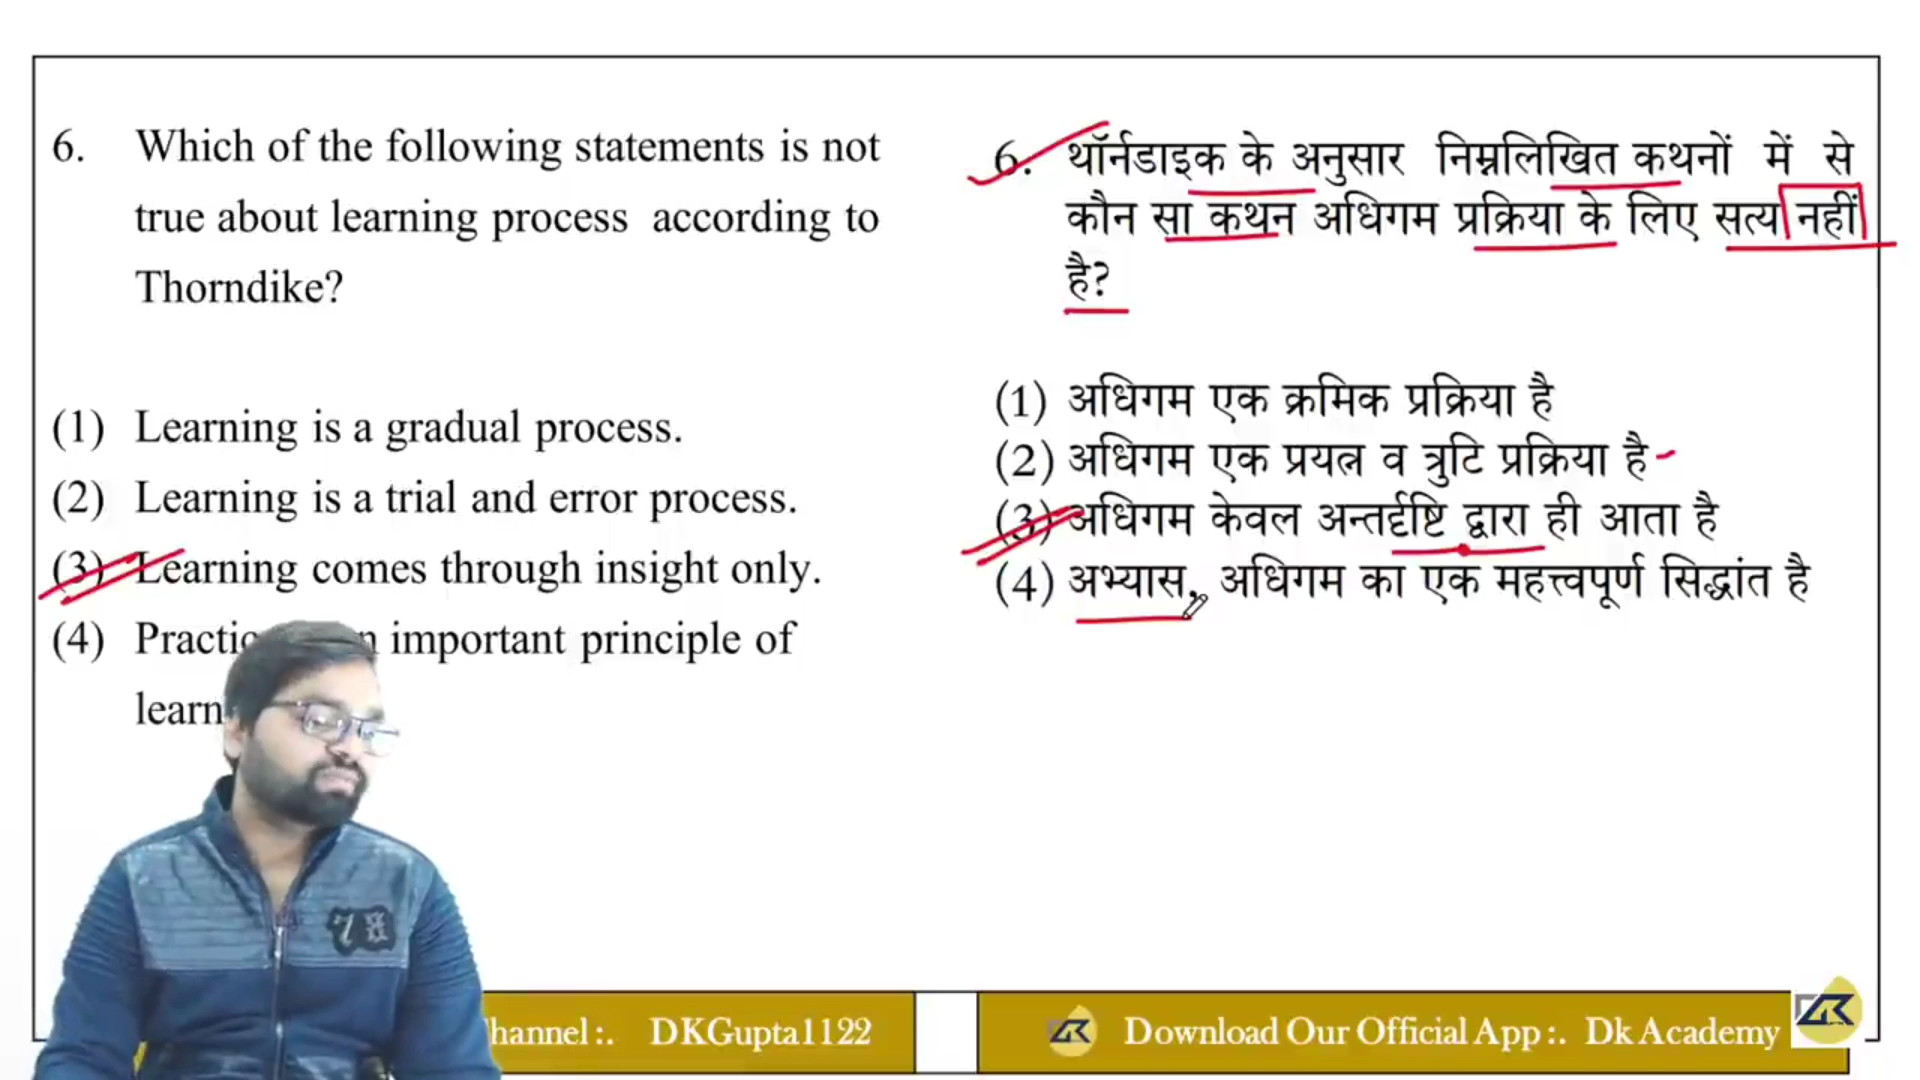 6. Which of the following statements is not
true about learning process according to
Thorndike?
(1) Learning is a gradual process.
(2) Learning is a trial and error process.
(3) Learning comes through insight only.
(4) important principle of
6. थॉर्नडाइक के अनुसार निम्नलिखित कथनों में से
कौन सा कथन अधिगम प्रक्रिया के लिए सत्य नहीं
है?
(1) अधिगम एक क्रमिक प्रक्रिया है
(2) अधिगम एक प्रयत्न व त्रुटि प्रक्रिया है
(3) अधिगम केवल अन्तर्दृष्टि द्वारा ही आता है
(4) अभ्यास, अधिगम का एक महत्त्वपूर्ण सिद्धांत है
78
hannel :. DKGupta1122
Download Our Official App :. Dk Academy